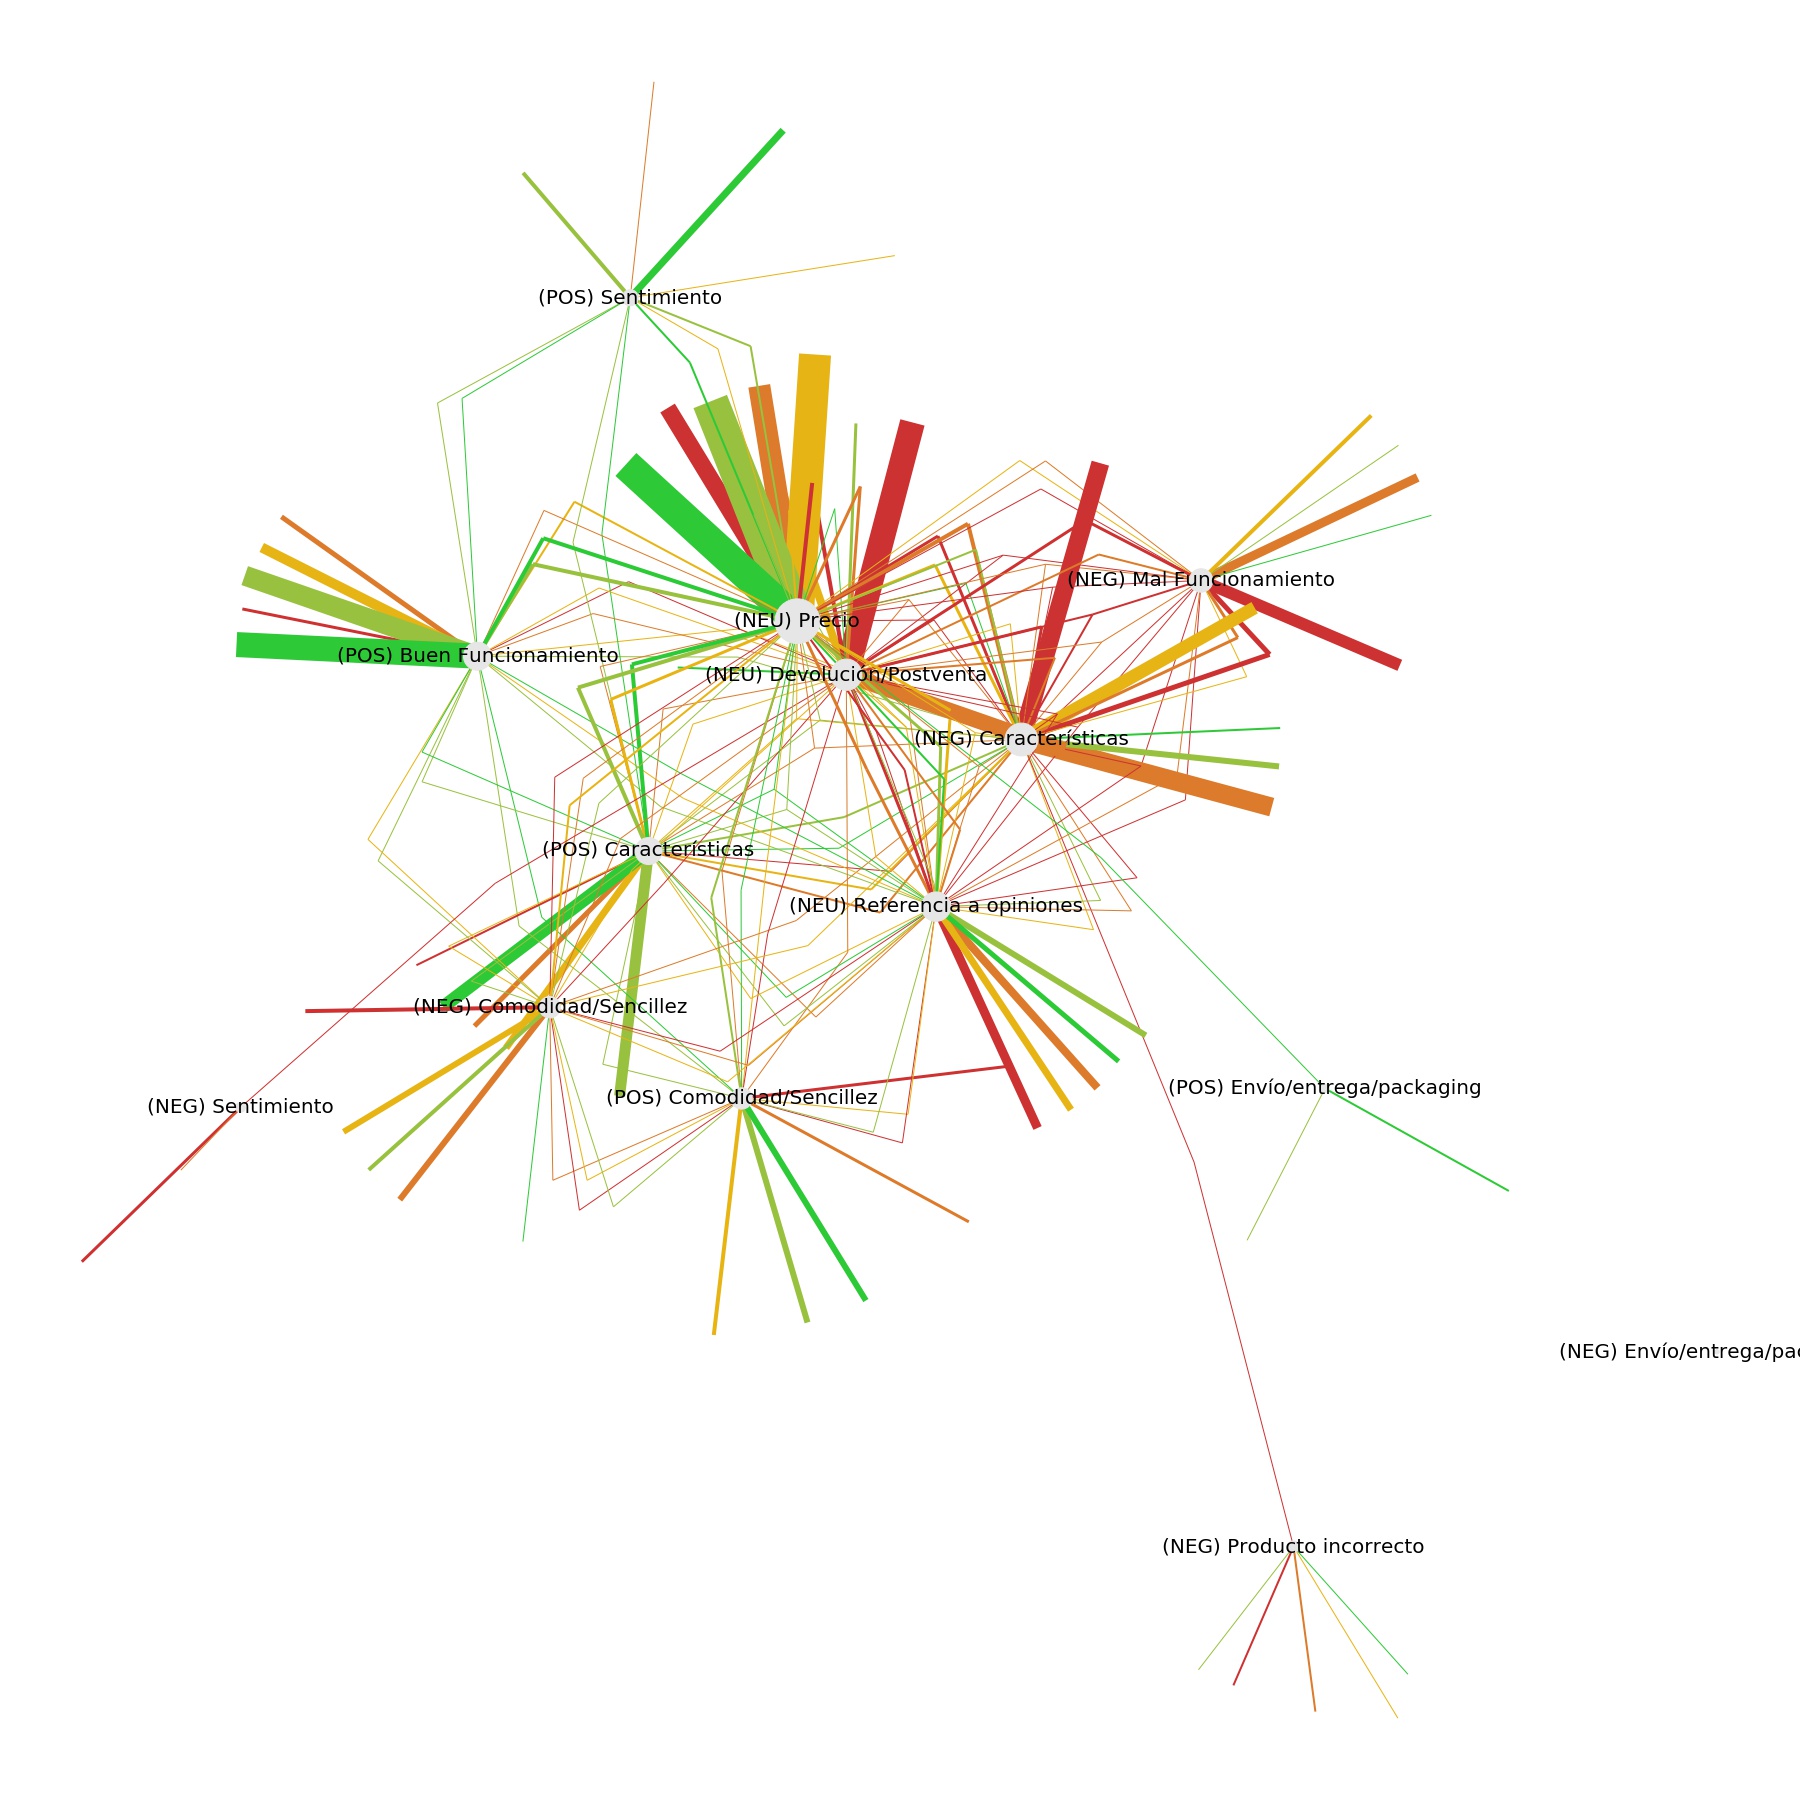 (POS) Sentimiento
(NEG) Mal Funcionamiento
(NEU) Precio
(POS) Buen Funcionamiento
(NEU) Devolución/Postventa
(NEG) Características
(POS) Características
(NEU) Referencia a opiniones
(NEG) Comodidad/Sencillez
(POS) Envío/entrega/packaging
(POS) Comodidad/Sencillez
(NEG) Sentimiento
(NEG) Envío/entrega/pac
(NEG) Producto incorrecto